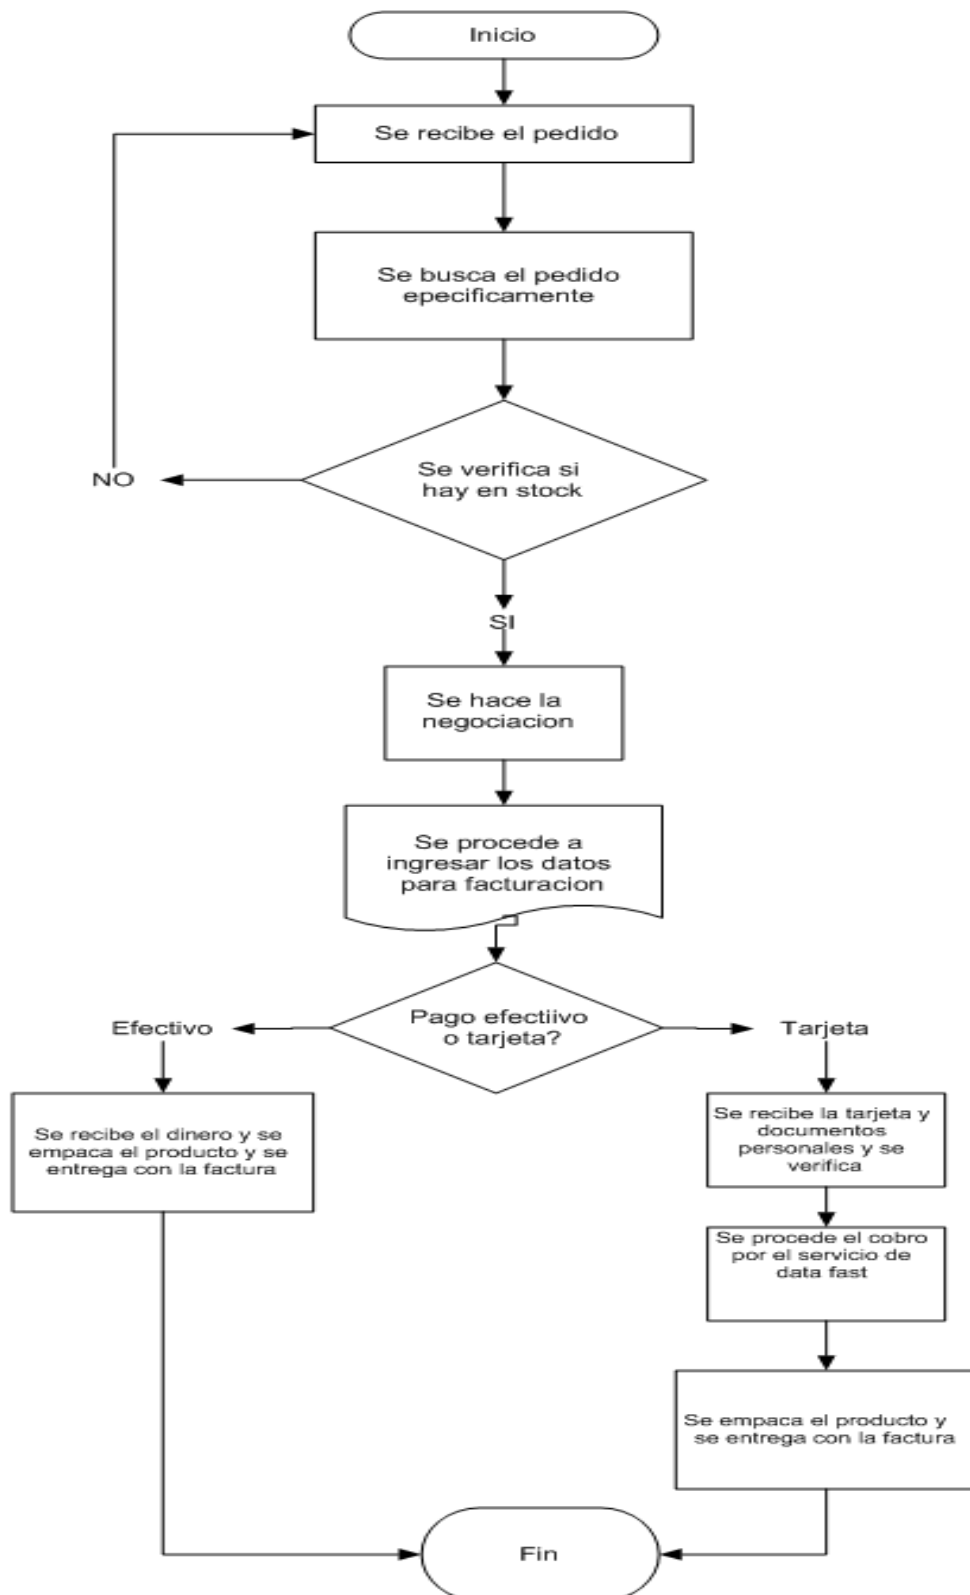 Inicio
Se recibe el pedido
Se busca el pedido
epecificamente
Se verifica si
hay en stock
NO
SI
Se hace la
negociacion
Se procede a
ingresar los datos
para facturacion
Pago efectiivo
o tarjeta?
Efectivo
Tarjeta
Se recibe el dinero y se
empaca el producto y se
entrega con la factura
Se recibe la tarjeta y
documentos
personales y se
verifica
Se procede el cobro
por el servicio de
data fast
Se empaca el producto y
se entrega con la factura
Fin